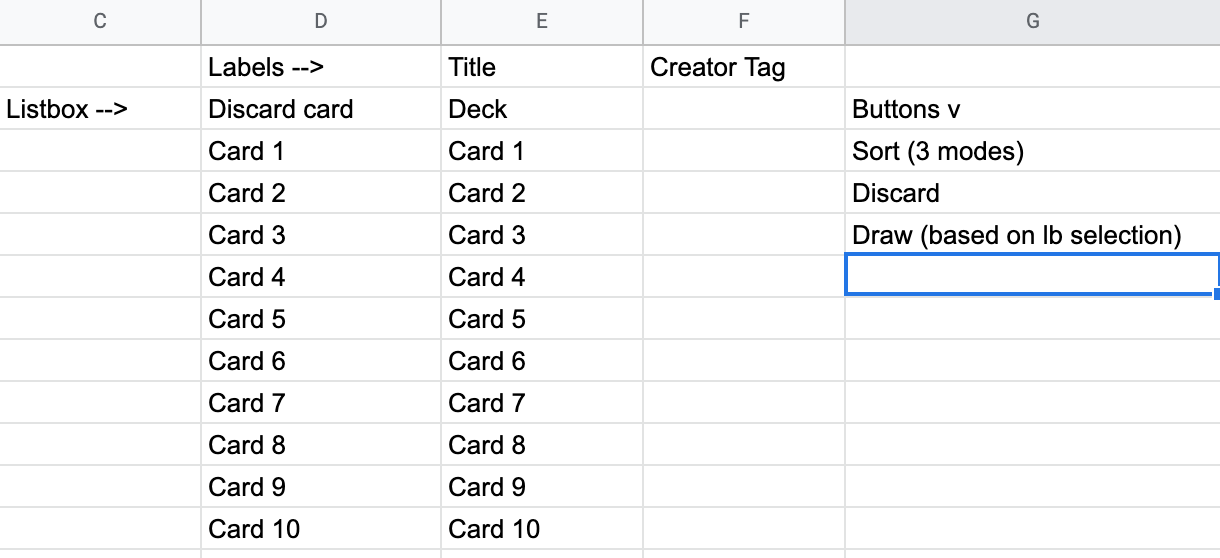 C D E F G
Labels --> Title Creator Tag
Listbox --> Discard card Deck Buttons v
Card 1 Card 1 Sort (3 modes)
Card 2 Card 2 Discard
Card 3 Card 3 Draw (based on lb selection)
Card 4 Card 4
Card 5 Card 5
Card 6 Card 6
Card 7 Card 7
Card 8 Card 8
Card 9 Card 9
Card 10 Card 10